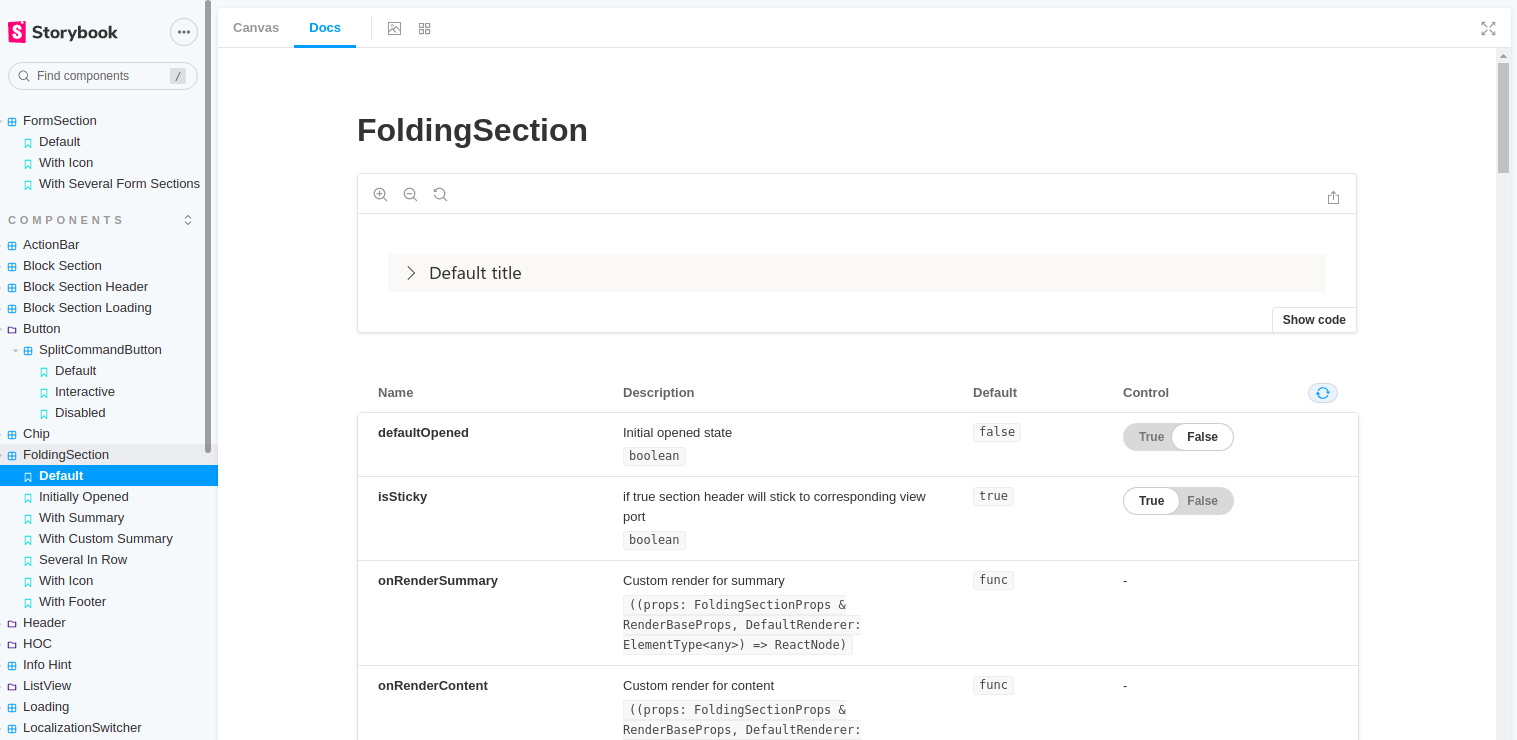 Storybook
Find components
/
FormSection
Default
With Icon
With Several Form Sections
COMPONENTS
ActionBar
Block Section
Block Section Header
Block Section Loading
Button
SplitCommandButton
Default
Interactive
Disabled
Chip
FoldingSection
Default
Initially Opened
With Summary
With Custom Summary
Several In Row
With Icon
With Footer
Header
HOC
Info Hint
ListView
Loading
LocalizationSwitcher
Canvas
Docs
FoldingSection
Default title
Show code
Name Description Default Control
defaultOpened Initial opened state false True False
boolean
isSticky if true section header will stick to corresponding view true True False
port
boolean
onRenderSummary Custom render for summary func -
((props: FoldingSectionProps &
RenderBaseProps, DefaultRenderer:
ElementType<any>) => ReactNode)
onRenderContent Custom render for content func -
((props: FoldingSectionProps &
RenderBaseProps, DefaultRenderer: